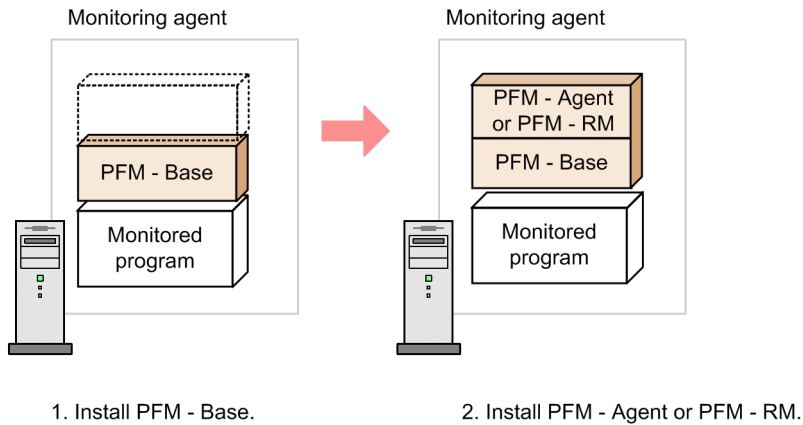 Monitoring agent
PFM - Base
Monitored
program
1. Install PFM - Base.
Monitoring agent
PFM - Agent
or PFM - RM
PFM - Base
Monitored
program
2. Install PFM - Agent or PFM - RM.